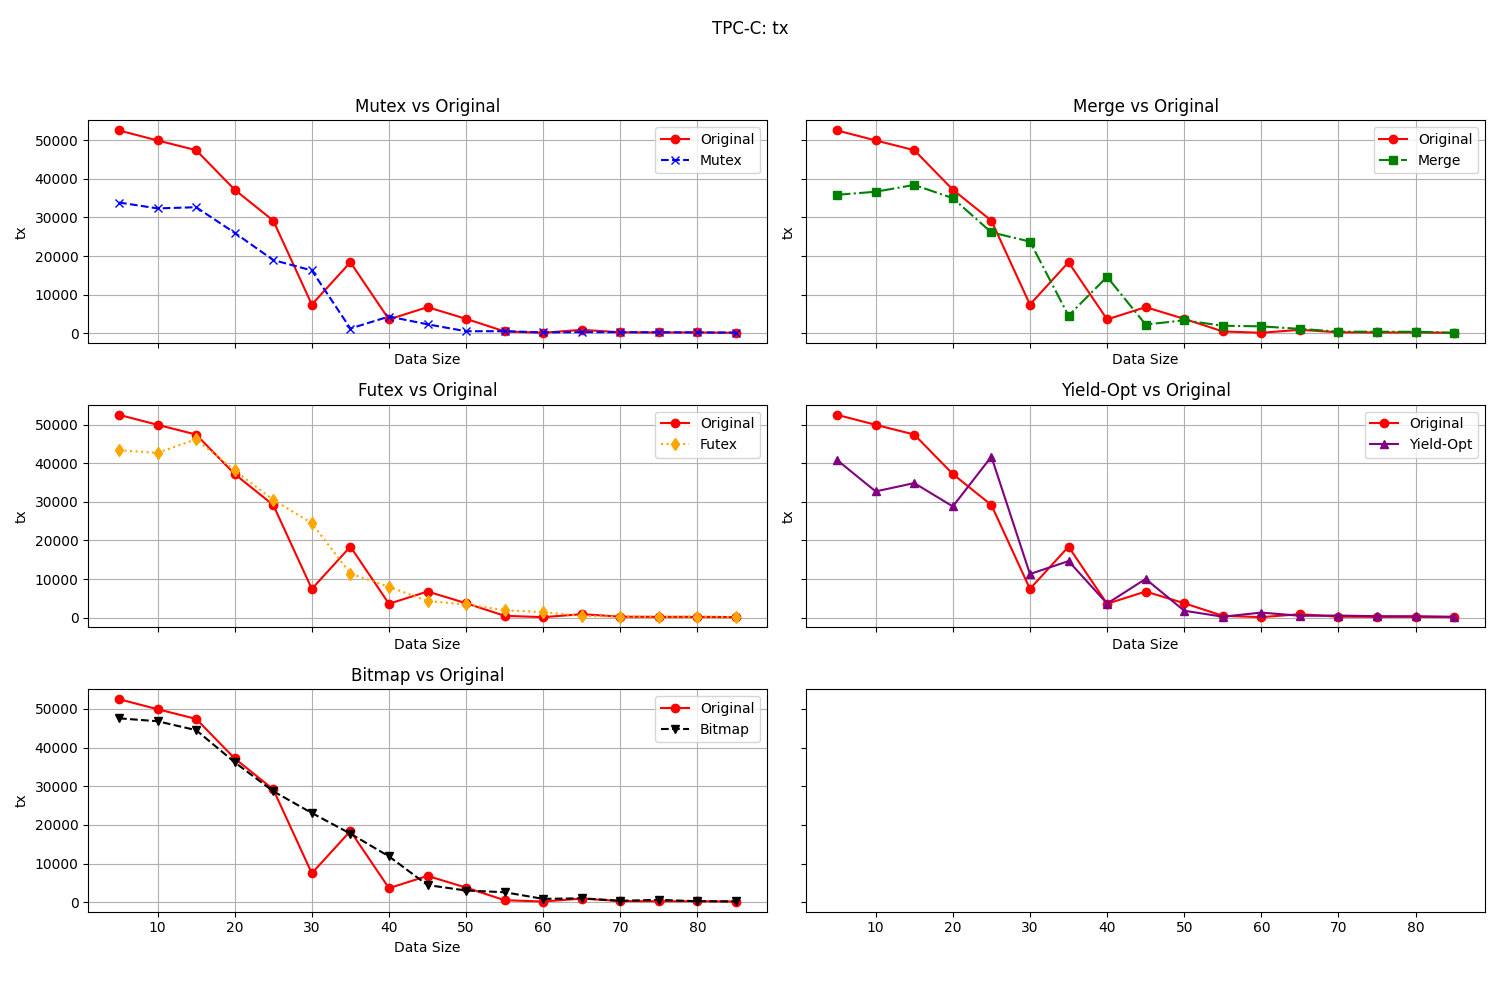 TPC-C: tx
Mutex vs Original
50000
40000
30000
20000
10000
0
tx
Data Size
Original
Mutex
Merge vs Original
tx
Data Size
Original
Merge
Futex vs Original
50000
40000
30000
20000
10000
0
tx
Data Size
Original
Futex
Yield-Opt vs Original
tx
Data Size
Original
Yield-Opt
Bitmap vs Original
50000
40000
30000
20000
10000
0
tx
10 20 30 40 50 60 70 80
Data Size
Original
Bitmap
10 20 30 40 50 60 70 80